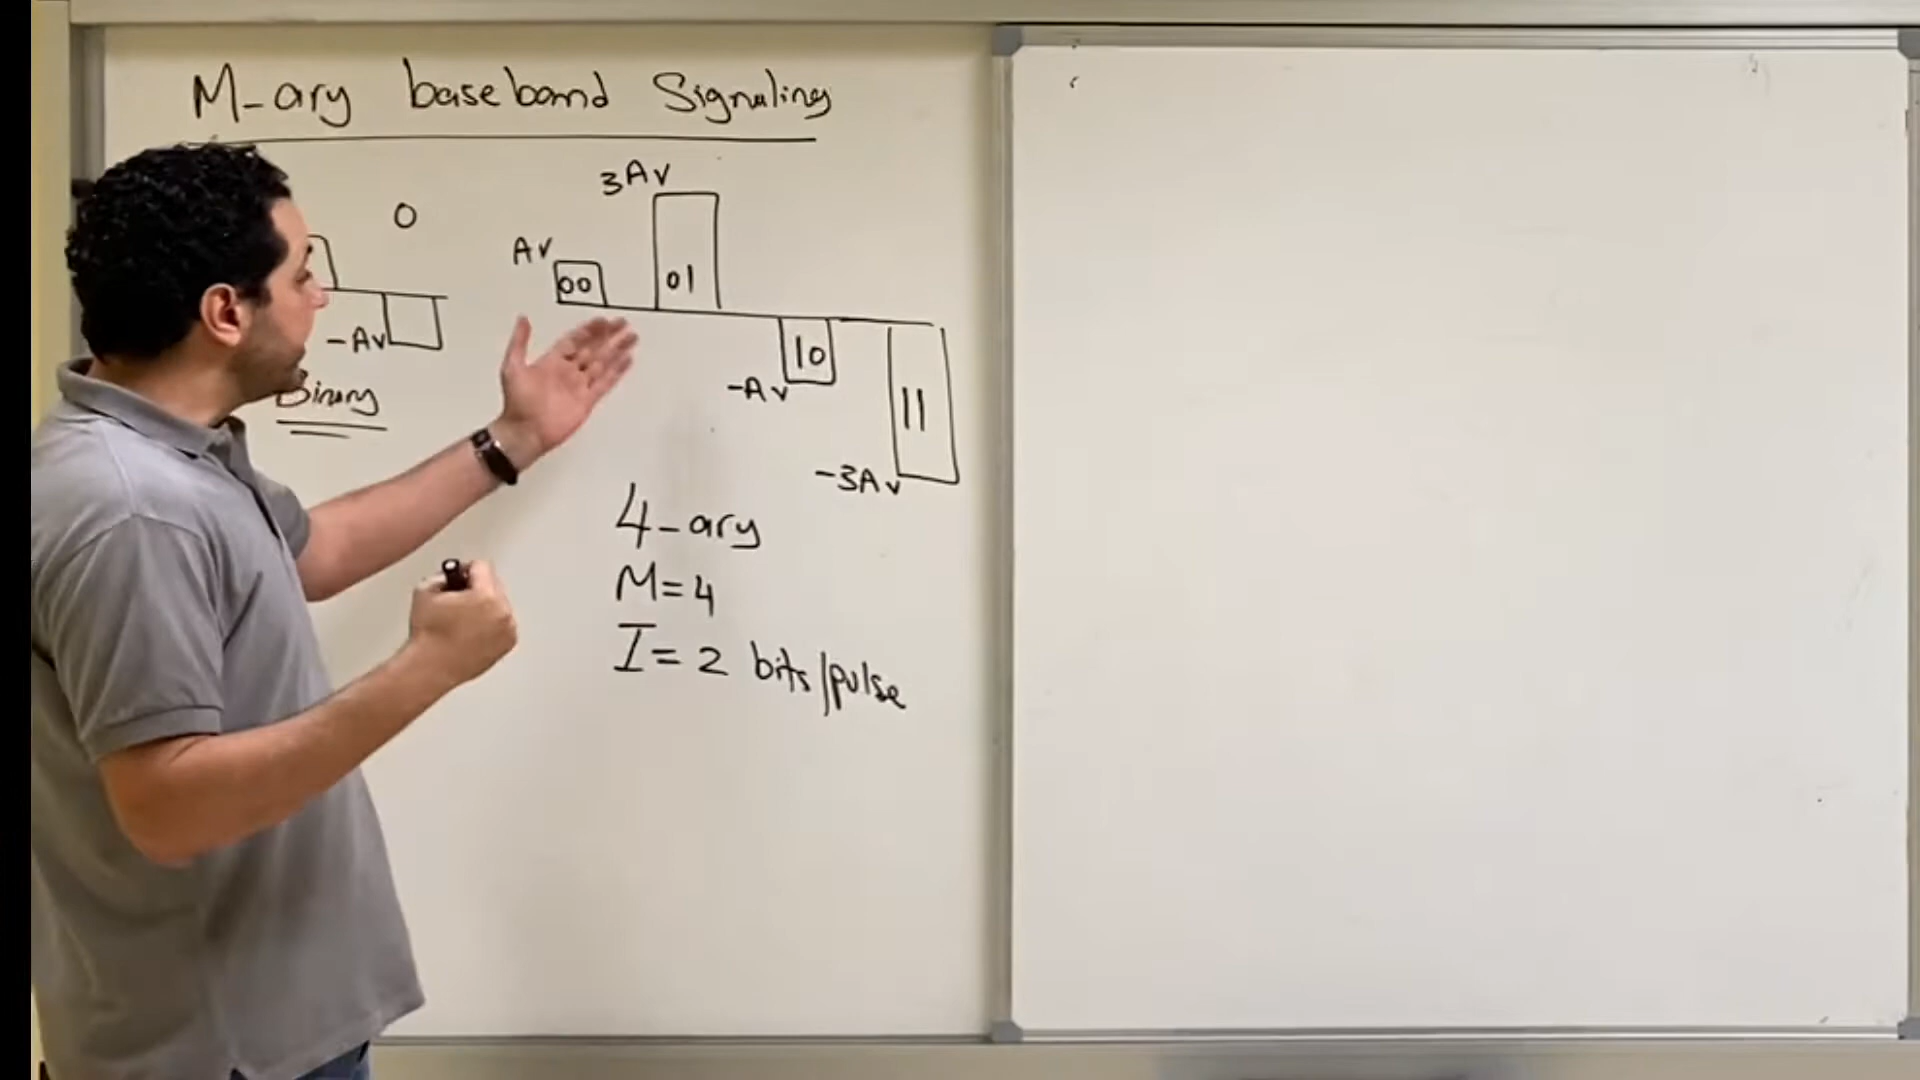 M-ary baseband Signaling
3Av
0
Av
00
01
-Av
10
-Av
11
Binary
-3Av
4-ary
M=4
I=2 bits/pulse